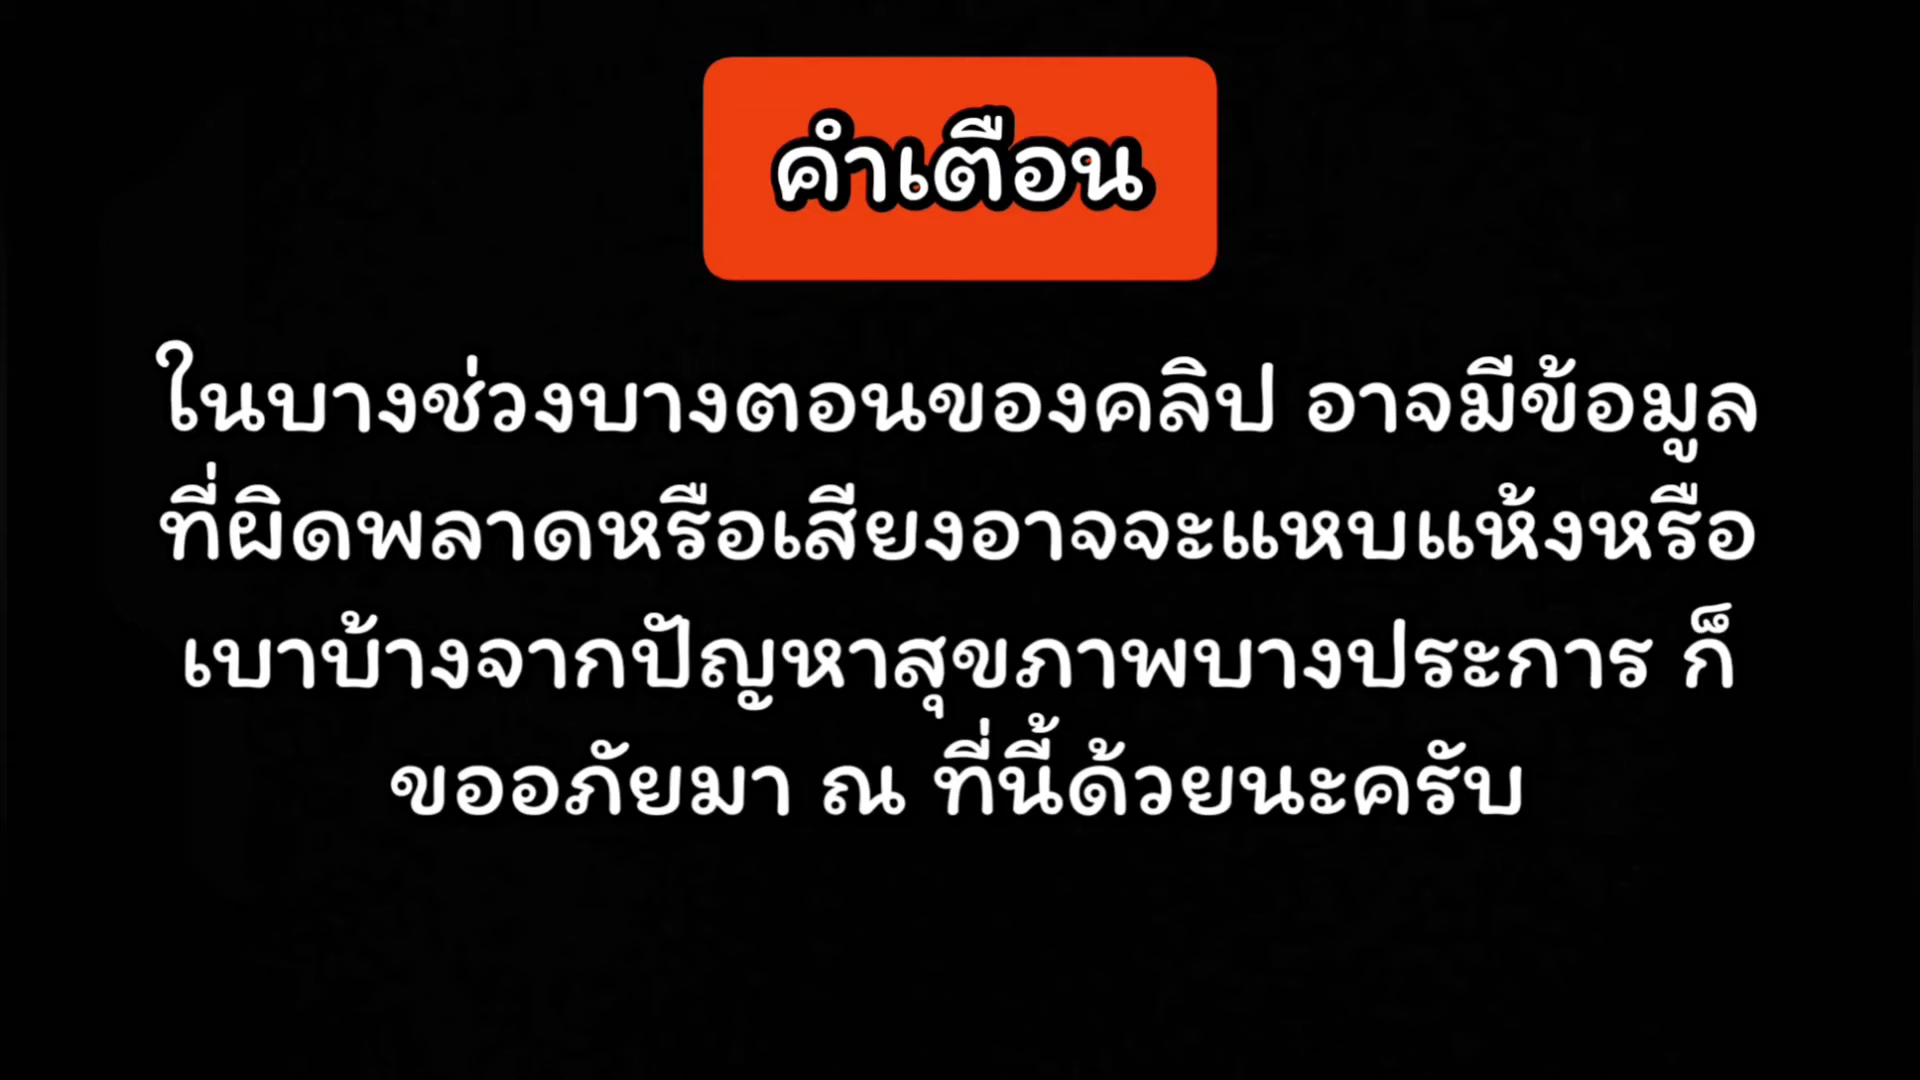 คำเตือน
ในบางช่วงบางตอนของคลิป อาจมีข้อมูล
ที่ผิดพลาดหรือเสียงอาจจะแหบแห้งหรือ
เบาบ้างจากปัญหาสุขภาพบางประการ ก็
ขออภัยมา ณ ที่นี้ด้วยนะครับ